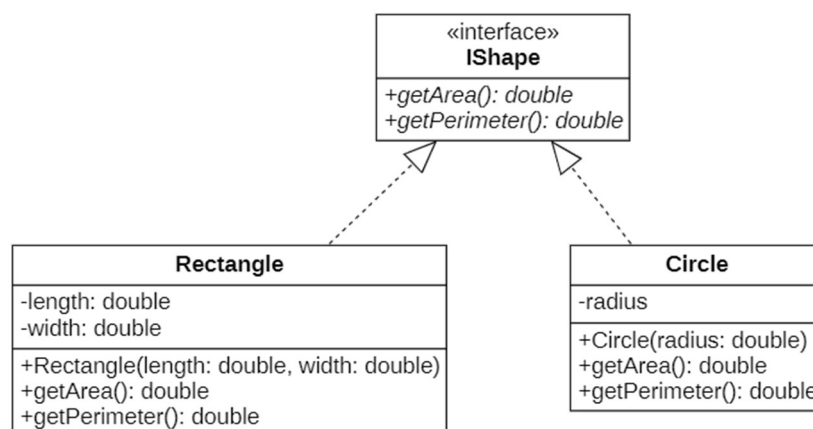 «interface»
IShape
+getArea(): double
+getPerimeter(): double
Rectangle
-length: double
-width: double
+Rectangle(length: double, width: double)
+getArea(): double
+getPerimeter(): double
Circle
-radius
+Circle(radius: double)
+getArea(): double
+getPerimeter(): double